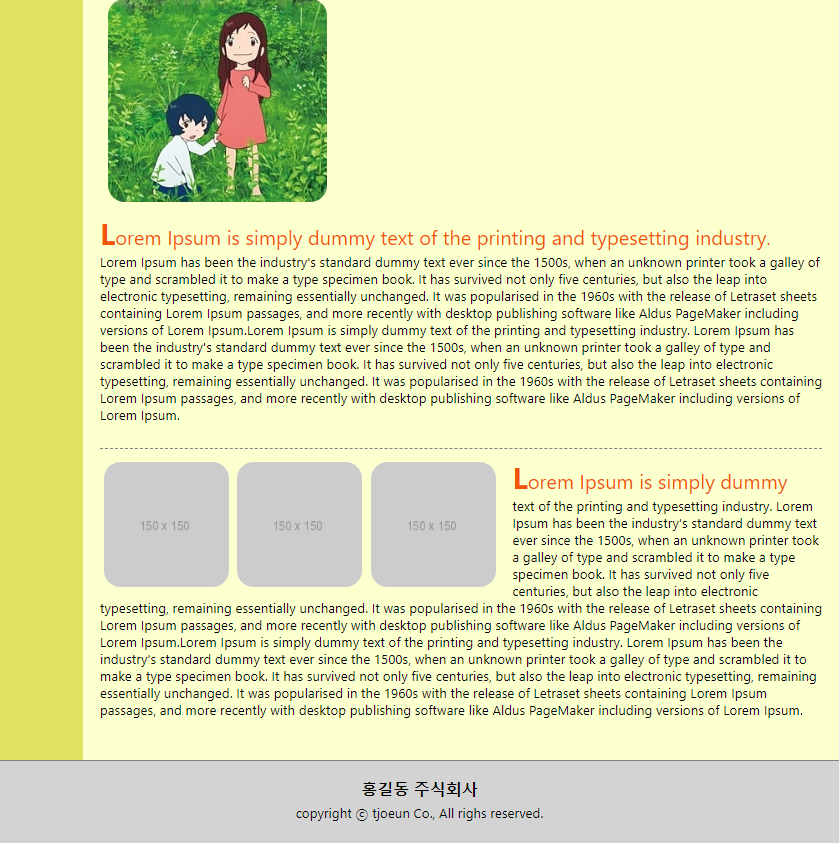 Lorem Ipsum is simply dummy text of the printing and typesetting industry.
Lorem Ipsum has been the industry's standard dummy text ever since the 1500s, when an unknown printer took a galley of
type and scrambled it to make a type specimen book. It has survived not only five centuries, but also the leap into
electronic typesetting, remaining essentially unchanged. It was popularised in the 1960s with the release of Letraset sheets
containing Lorem Ipsum passages, and more recently with desktop publishing software like Aldus PageMaker including
versions of Lorem Ipsum.Lorem Ipsum is simply dummy text of the printing and typesetting industry. Lorem Ipsum has
been the industry's standard dummy text ever since the 1500s, when an unknown printer took a galley of type and
scrambled it to make a type specimen book. It has survived not only five centuries, but also the leap into electronic
typesetting, remaining essentially unchanged. It was popularised in the 1960s with the release of Letraset sheets containing
Lorem Ipsum passages, and more recently with desktop publishing software like Aldus PageMaker including versions of
Lorem Ipsum.
150 x 150
150 x 150
150 x 150
Lorem Ipsum is simply dummy
text of the printing and typesetting industry. Lorem
Ipsum has been the industry's standard dummy text
ever since the 1500s, when an unknown printer took
a galley of type and scrambled it to make a type
specimen book. It has survived not only five
centuries, but also the leap into electronic
typesetting, remaining essentially unchanged. It was popularised in the 1960s with the release of Letraset sheets containing
Lorem Ipsum passages, and more recently with desktop publishing software like Aldus PageMaker including versions of
Lorem Ipsum.Lorem Ipsum is simply dummy text of the printing and typesetting industry. Lorem Ipsum has been the
industry's standard dummy text ever since the 1500s, when an unknown printer took a galley of type and scrambled it to
make a type specimen book. It has survived not only five centuries, but also the leap into electronic typesetting, remaining
essentially unchanged. It was popularised in the 1960s with the release of Letraset sheets containing Lorem Ipsum
passages, and more recently with desktop publishing software like Aldus PageMaker including versions of Lorem Ipsum.
홍길동 주식회사
copyright ⓒ tjoeun Co., All righs reserved.